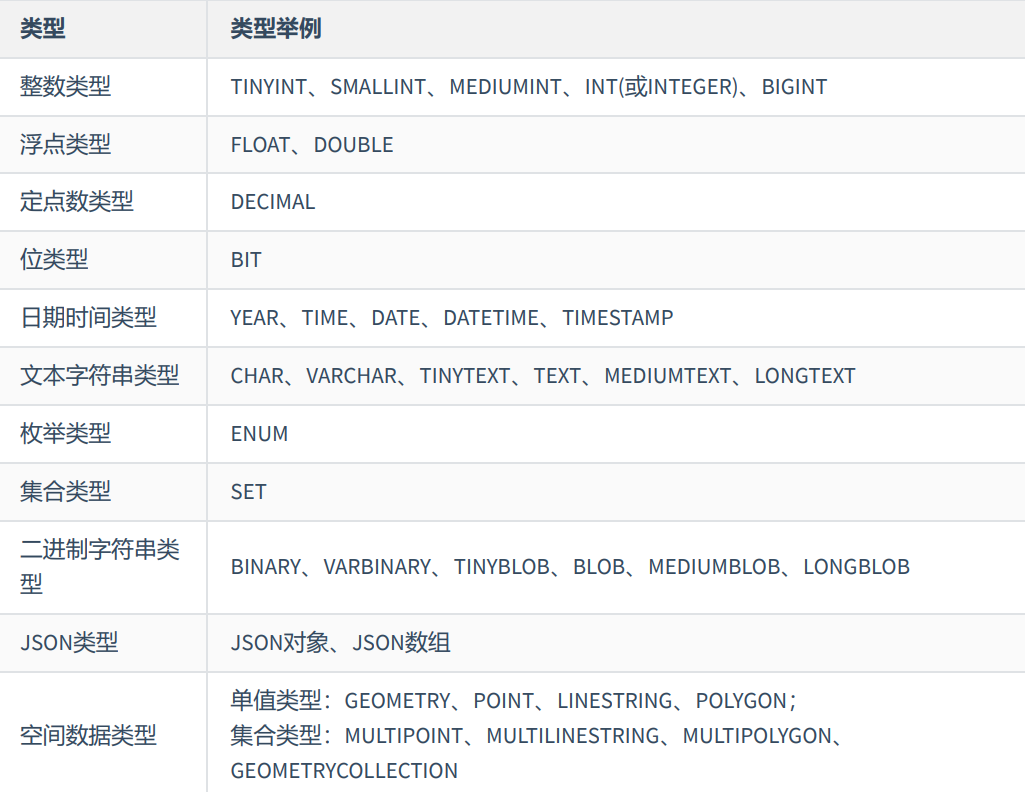 类型 类型举例
整数类型 TINYINT、SMALLINT、MEDIUMINT、INT(或INTEGER)、BIGINT
浮点类型 FLOAT、DOUBLE
定点数类型 DECIMAL
位类型 BIT
日期时间类型 YEAR、TIME、DATE、DATETIME、TIMESTAMP
文本字符串类型 CHAR、VARCHAR、TINYTEXT、TEXT、MEDIUMTEXT、LONGTEXT
枚举类型 ENUM
集合类型 SET
二进制字符串类
型
BINARY、VARBINARY、TINYBLOB、BLOB、MEDIUMBLOB、LONGBLOB
JSON类型 JSON对象、JSON数组
空间数据类型
单值类型：GEOMETRY、POINT、LINESTRING、POLYGON；
集合类型：MULTIPOINT、MULTILINESTRING、MULTIPOLYGON、
GEOMETRYCOLLECTION